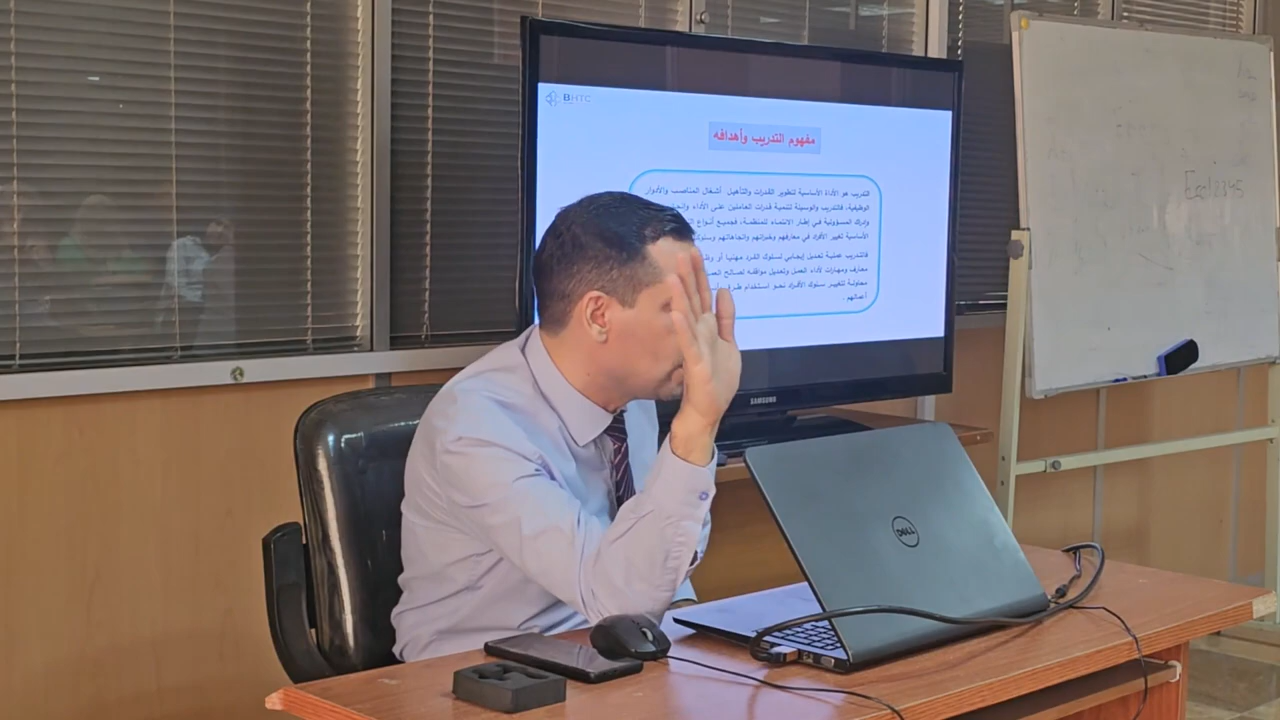 BHTC
مفهوم التدريب وأهدافه
التدريب هو الأداة الأساسية لتطوير القدرات والتأهيل أشغال المناصب والأدوار
الوظيفية، فالتدريب والوسيلة لتنمية قدرات العاملين على الأداء
وإدراك المسؤولية في إطار الانتماء للمنظمة، فجميع أنواع
الأساسية تغيير الأفراد في معارفهم وخبراتهم واتجاهاتهم
فالتدريب عملية تعديل إيجابي لسلوك الفرد مهنيا أو
معارف ومهارات لأداء العمل وتعديل مواقفه لصالح
محاولة لتغيير سلوك الأفراد نحو استخدام طرق
أعمالهم .
SAMSUNG
DELL